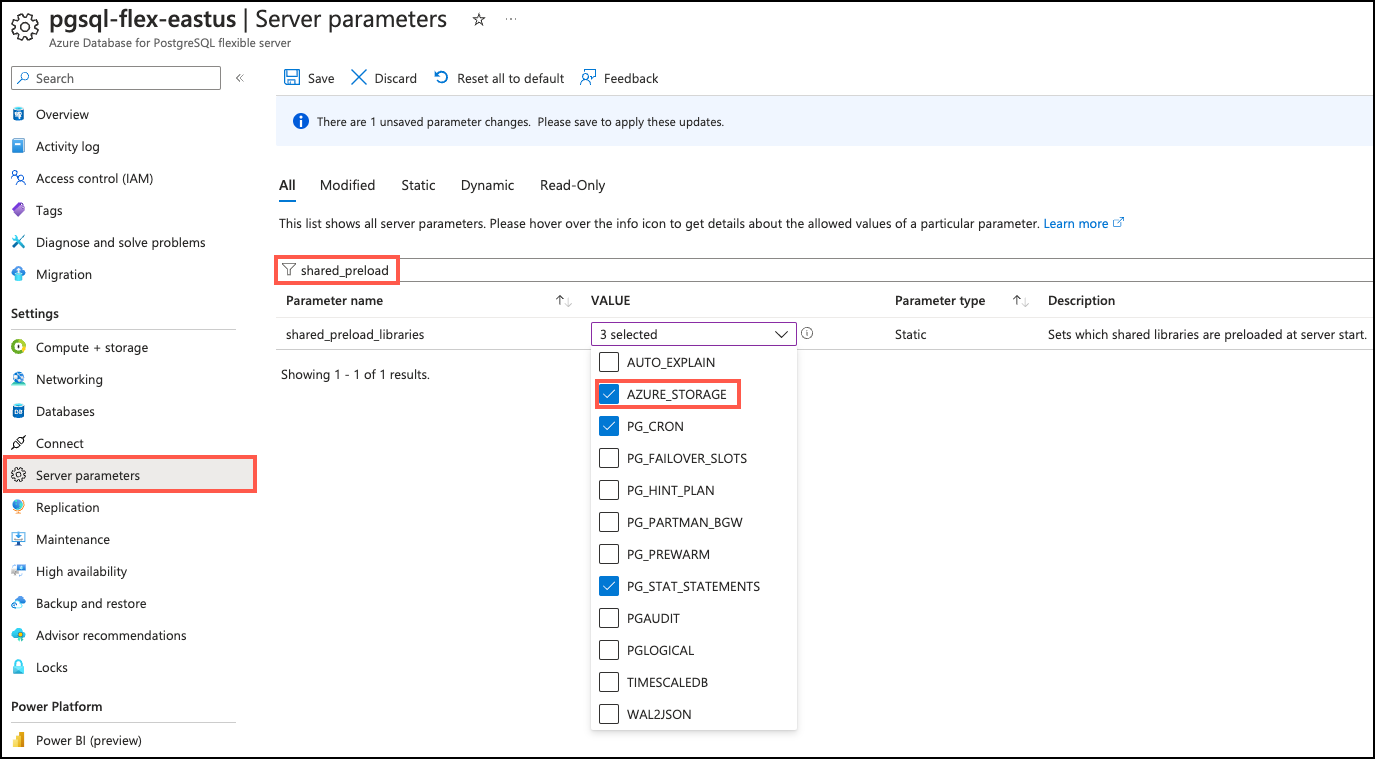 pgsql-flex-eastus | Server parameters
Azure Database for PostgreSQL flexible server
Search
Overview
Activity log
Access control (IAM)
Tags
Diagnose and solve problems
Migration
Settings
Compute + storage
Networking
Databases
Connect
Server parameters
Replication
Maintenance
High availability
Backup and restore
Advisor recommendations
Locks
Power Platform
Power BI (preview)
Save Discard Reset all to default Feedback
There are 1 unsaved parameter changes. Please save to apply these updates.
All Modified Static Dynamic Read-Only
This list shows all server parameters. Please hover over the info icon to get details about the allowed values of a particular parameter. Learn more
shared_preload
Parameter name VALUE Parameter type Description
shared_preload_libraries 3 selected Static Sets which shared libraries are preloaded at server start.
Showing 1 - 1 of 1 results.
AUTO_EXPLAIN
AZURE_STORAGE
PG_CRON
PG_FAILOVER_SLOTS
PG_HINT_PLAN
PG_PARTMAN_BGW
PG_PREWARM
PG_STAT_STATEMENTS
PGAUDIT
PGLOGICAL
TIMESCALEDB
WAL2JSON